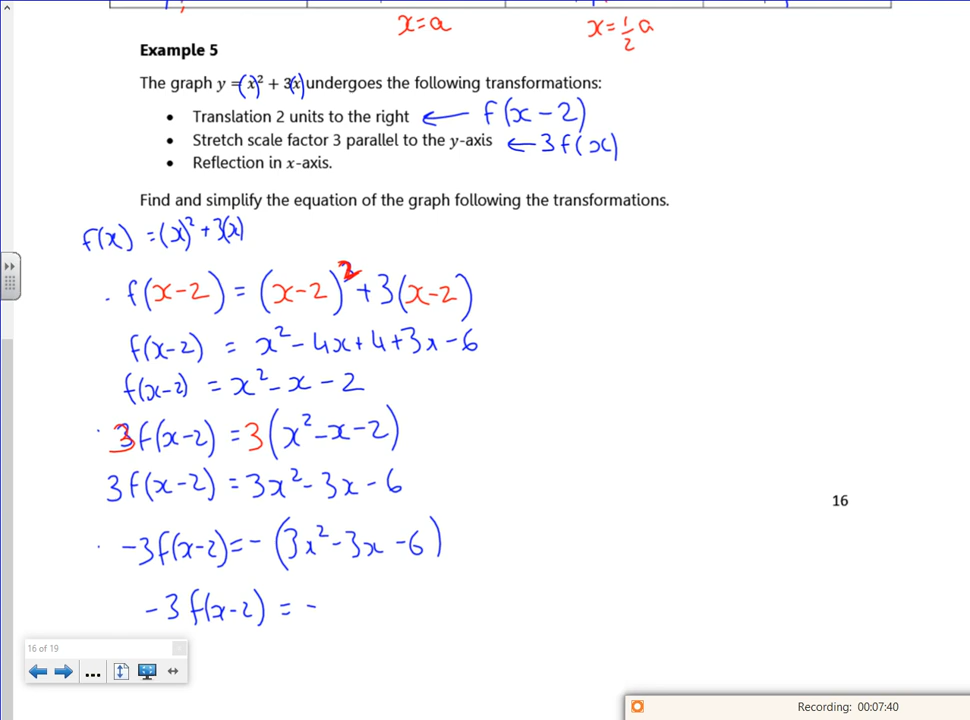 x = a
x = 1/2 a
Example 5
The graph y = (x)² + 3(x) undergoes the following transformations:
• Translation 2 units to the right ← f(x - 2)
• Stretch scale factor 3 parallel to the y-axis ← 3f(x)
• Reflection in x-axis.
Find and simplify the equation of the graph following the transformations.
f(x) = (x)² + 3(x)
· f(x-2) = (x-2)² + 3(x-2)
f(x-2) = x² - 4x + 4 + 3x - 6
f(x-2) = x² - x - 2
· 3f(x-2) = 3(x² - x - 2)
3f(x-2) = 3x² - 3x - 6
16
· -3f(x-2) = -(3x² - 3x - 6)
-3f(x-2) = -
16 of 19
...
Recording: 00:07:40